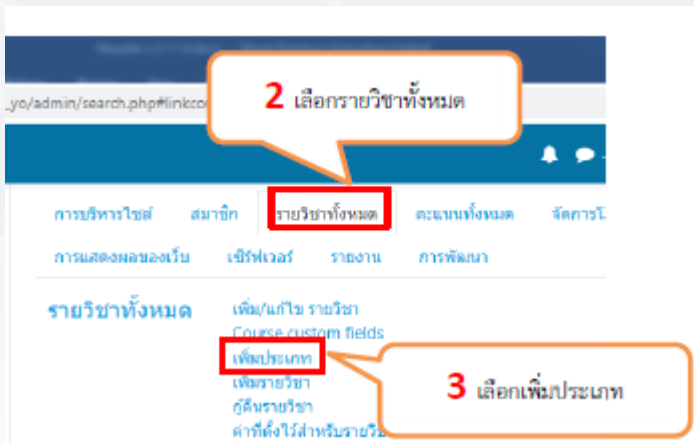 _yo/admin/search.php#linkcou
2 เลือกรายวิชาทั้งหมด
การบริหารไซต์ สมาชิก รายวิชาทั้งหมด คะแนนทั้งหมด จัดการโ
การแสดงผลของเว็บ เซิร์ฟเวอร์ รายงาน การพัฒนา
รายวิชาทั้งหมด เพิ่ม/แก้ไข รายวิชา
Course custom fields
เพิ่มประเภท
3 เลือกเพิ่มประเภท
เพิ่มรายวิชา
กู้คืนรายวิชา
ค่าที่ตั้งไว้สำหรับรายวิช